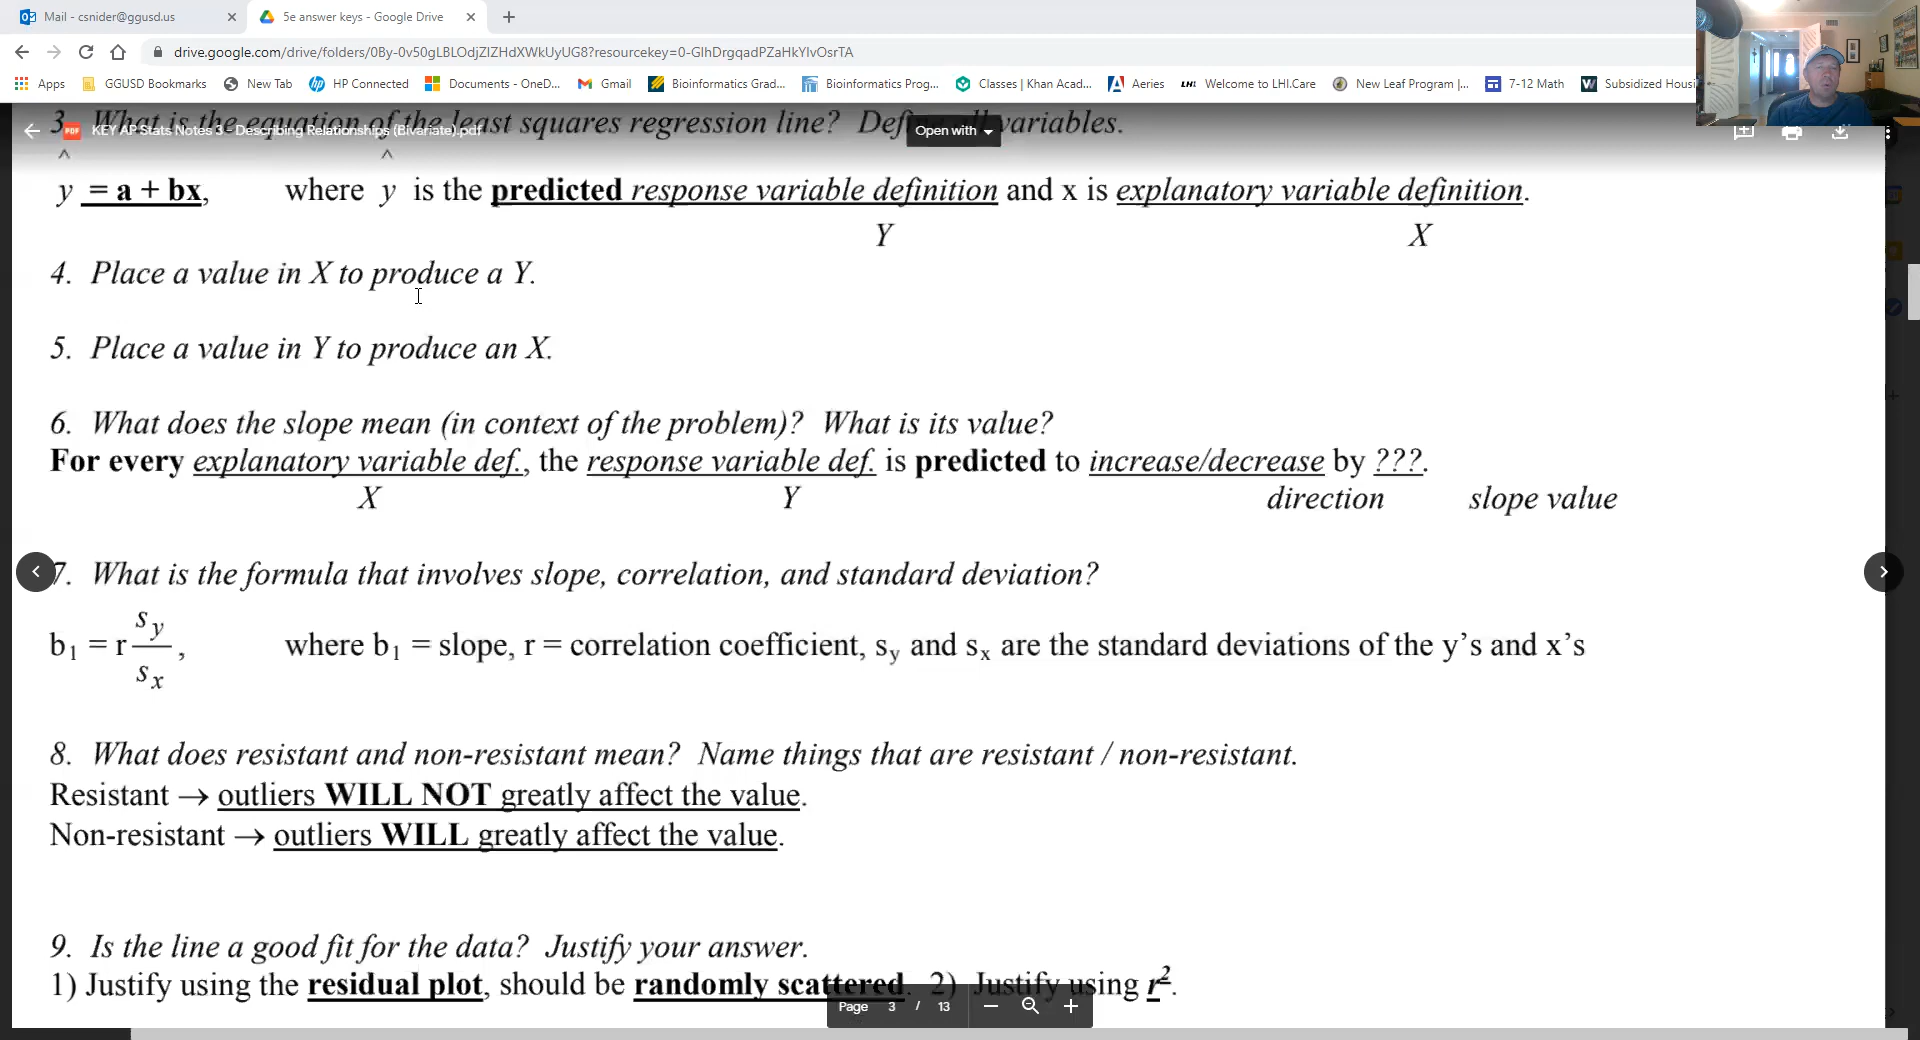 Mail - csnider@ggusd.us
5e answer keys - Google Drive
drive.google.com/drive/folders/0By-0v50gLBLOdjZIZHdXWkUyUG8?resourcekey=0-GIhDrgqadPZaHkYlvOsrTA
Apps GGUSD Bookmarks New Tab HP Connected Documents - OneD... Gmail Bioinformatics Grad... Bioinformatics Prog... Classes | Khan Acad... Aeries LHI Welcome to LHI.Care New Leaf Program |... 7-12 Math Subsidized Housi
3. What is the equation of the least squares regression line? Define all variables.
PDF KEY AP Stats Notes 3 - Describing Relationships (Bivariate).pdf Open with
^ ^
y = a + bx, where y is the predicted response variable definition and x is explanatory variable definition.
Y X
4. Place a value in X to produce a Y.
5. Place a value in Y to produce an X.
6. What does the slope mean (in context of the problem)? What is its value?
For every explanatory variable def., the response variable def. is predicted to increase/decrease by ???.
X Y direction slope value
7. What is the formula that involves slope, correlation, and standard deviation?
b₁ = r s_y / s_x, where b₁ = slope, r = correlation coefficient, s_y and s_x are the standard deviations of the y’s and x’s
8. What does resistant and non-resistant mean? Name things that are resistant / non-resistant.
Resistant → outliers WILL NOT greatly affect the value.
Non-resistant → outliers WILL greatly affect the value.
9. Is the line a good fit for the data? Justify your answer.
1) Justify using the residual plot, should be randomly scattered. 2) Justify using r².
Page 3 / 13